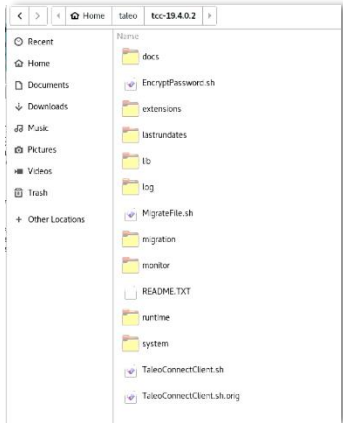 Home taleo tcc-19.4.0.2
Recent
Home
Documents
Downloads
Music
Pictures
Videos
Trash
+ Other Locations
Name
docs
EncryptPassword.sh
extensions
lastrundates
lib
log
MigrateFile.sh
migration
monitor
README.TXT
runtime
system
TaleoConnectClient.sh
TaleoConnectClient.sh.orig